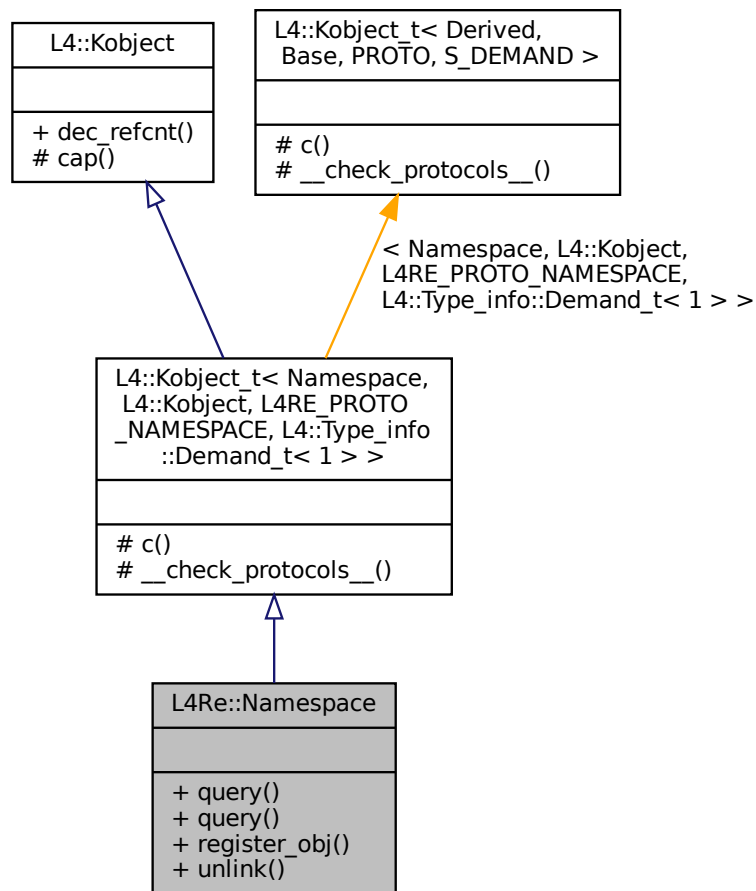 L4::Kobject
+ dec_refcnt()
# cap()
L4::Kobject_t< Derived,
Base, PROTO, S_DEMAND >
# c()
# __check_protocols__()
< Namespace, L4::Kobject,
L4RE_PROTO_NAMESPACE,
L4::Type_info::Demand_t< 1 > >
L4::Kobject_t< Namespace,
L4::Kobject, L4RE_PROTO
_NAMESPACE, L4::Type_info
::Demand_t< 1 > >
# c()
# __check_protocols__()
L4Re::Namespace
+ query()
+ query()
+ register_obj()
+ unlink()